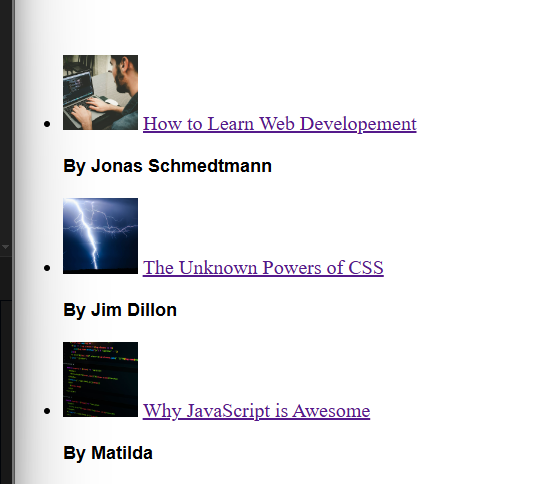 How to Learn Web Developement
By Jonas Schmedtmann
The Unknown Powers of CSS
By Jim Dillon
Why JavaScript is Awesome
By Matilda